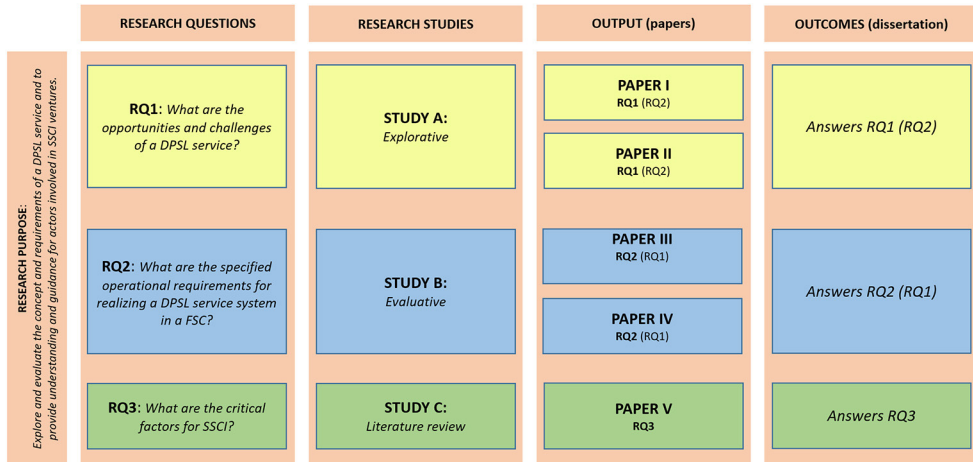 RESEARCH QUESTIONS
RESEARCH STUDIES
OUTPUT (papers)
OUTCOMES (dissertation)
RESEARCH PURPOSE:
Explore and evaluate the concept and requirements of a DPSL service and to
provide understanding and guidance for actors involved in SSCI ventures.
RQ1: What are the
opportunities and challenges
of a DPSL service?
STUDY A:
Explorative
PAPER I
RQ1 (RQ2)
PAPER II
RQ1 (RQ2)
Answers RQ1 (RQ2)
RQ2: What are the specified
operational requirements for
realizing a DPSL service system
in a FSC?
STUDY B:
Evaluative
PAPER III
RQ2 (RQ1)
PAPER IV
RQ2 (RQ1)
Answers RQ2 (RQ1)
RQ3: What are the critical
factors for SSCI?
STUDY C:
Literature review
PAPER V
RQ3
Answers RQ3